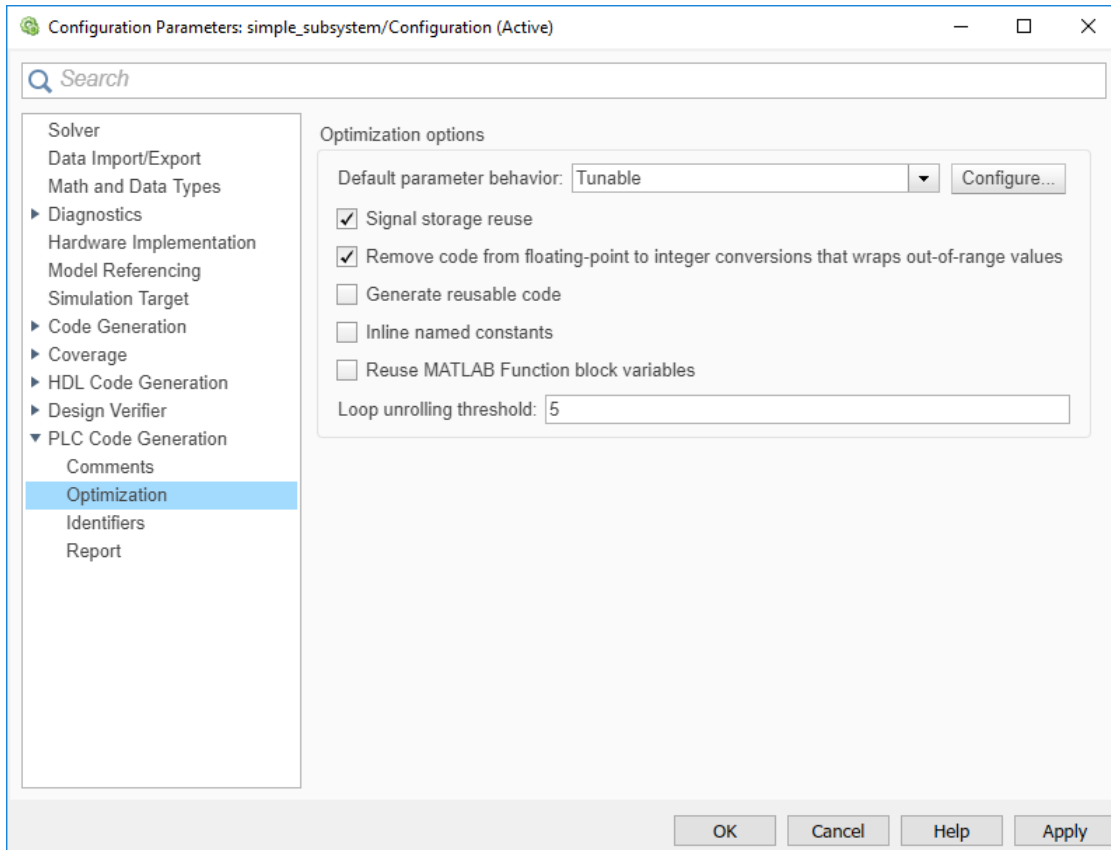 Configuration Parameters: simple_subsystem/Configuration (Active)
Search
Solver
Data Import/Export
Math and Data Types
Diagnostics
Hardware Implementation
Model Referencing
Simulation Target
Code Generation
Coverage
HDL Code Generation
Design Verifier
PLC Code Generation
Comments
Optimization
Identifiers
Report
Optimization options
Default parameter behavior: Tunable Configure...
Signal storage reuse
Remove code from floating-point to integer conversions that wraps out-of-range values
Generate reusable code
Inline named constants
Reuse MATLAB Function block variables
Loop unrolling threshold: 5
OK Cancel Help Apply